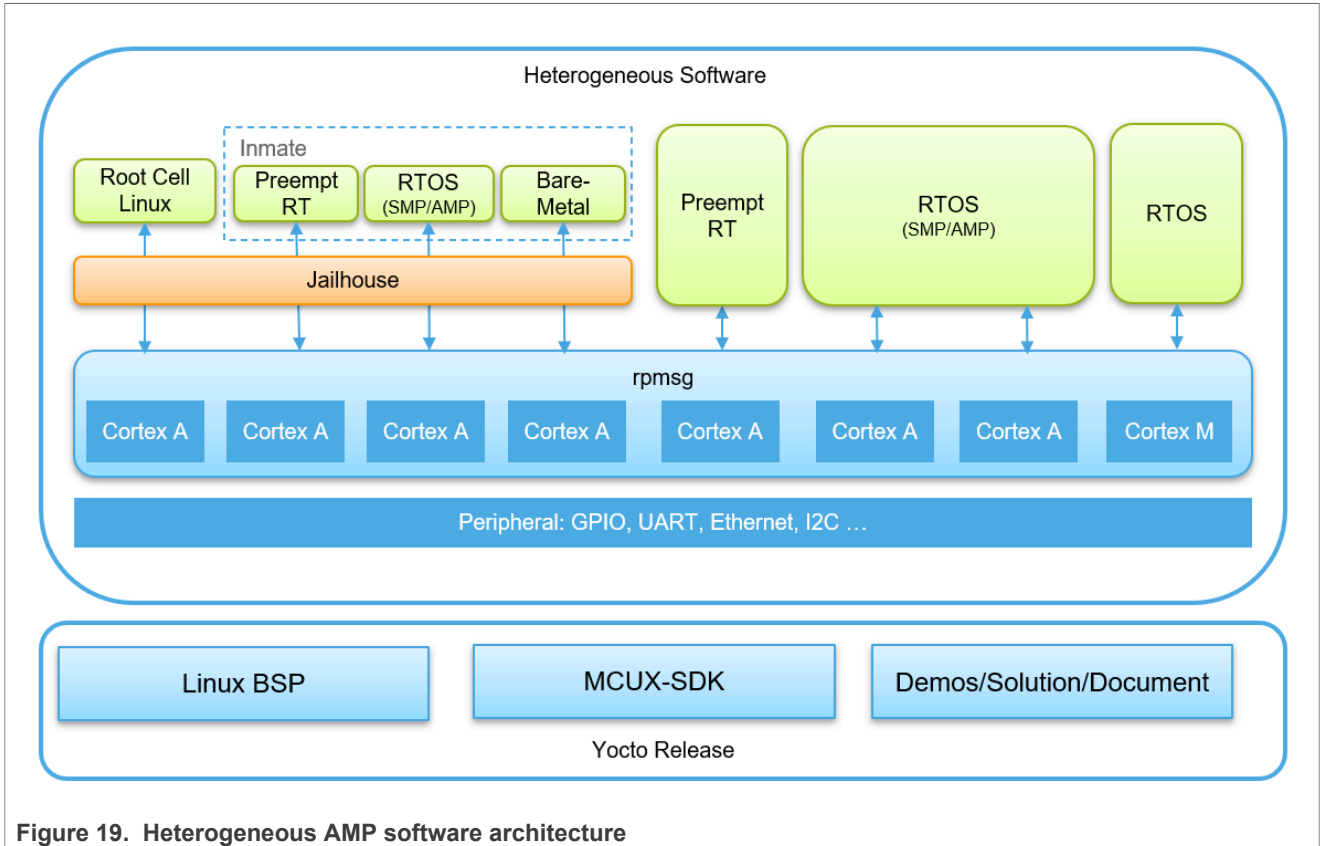 Heterogeneous Software
Inmate
Root Cell
Linux
Preempt
RT
RTOS
(SMP/AMP)
Bare-
Metal
Preempt
RT
RTOS
(SMP/AMP)
RTOS
Jailhouse
rpmsg
Cortex A
Cortex A
Cortex A
Cortex A
Cortex A
Cortex A
Cortex A
Cortex M
Peripheral: GPIO, UART, Ethernet, I2C …
Linux BSP
MCUX-SDK
Demos/Solution/Document
Yocto Release
Figure 19. Heterogeneous AMP software architecture